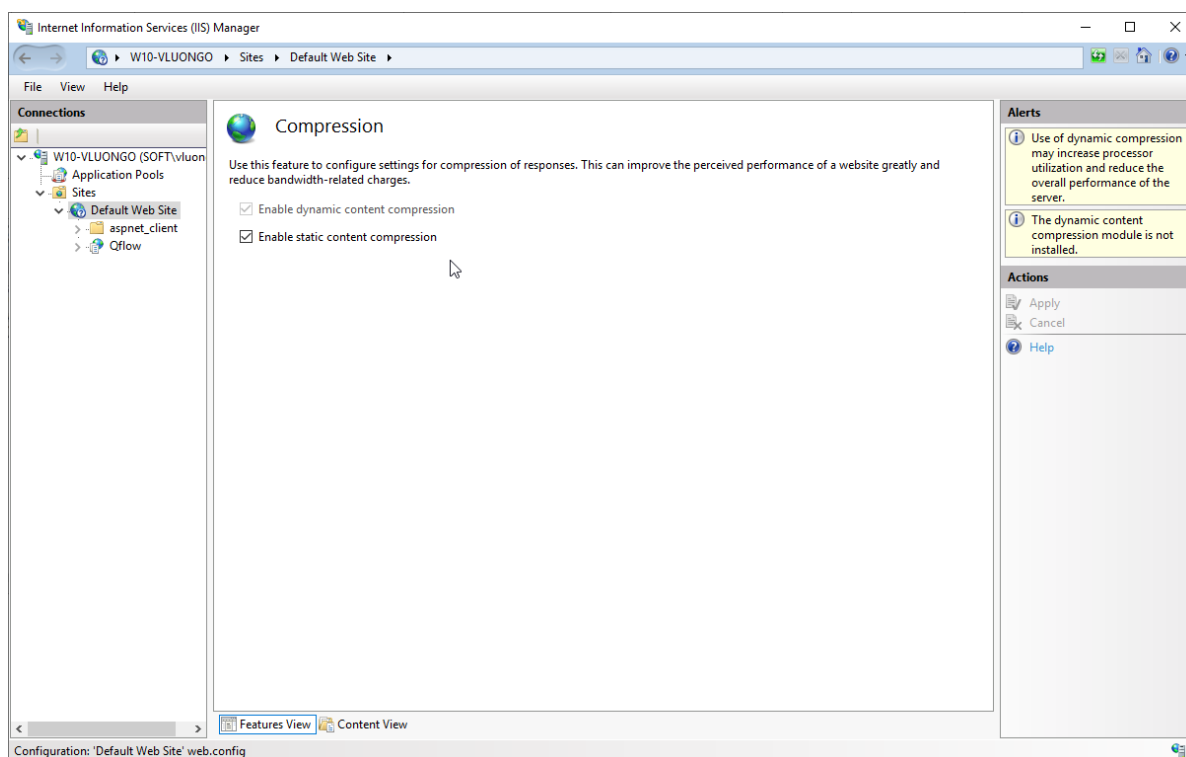 Internet Information Services (IIS) Manager
W10-VLUONGO
Sites
Default Web Site
File View Help
Connections
W10-VLUONGO (SOFT\vluon
Application Pools
Sites
Default Web Site
aspnet_client
Qflow
Compression
Use this feature to configure settings for compression of responses. This can improve the perceived performance of a website greatly and
reduce bandwidth-related charges.
Enable dynamic content compression
Enable static content compression
Features View
Content View
Alerts
Use of dynamic compression
may increase processor
utilization and reduce the
overall performance of the
server.
The dynamic content
compression module is not
installed.
Actions
Apply
Cancel
Help
Configuration: 'Default Web Site' web.config